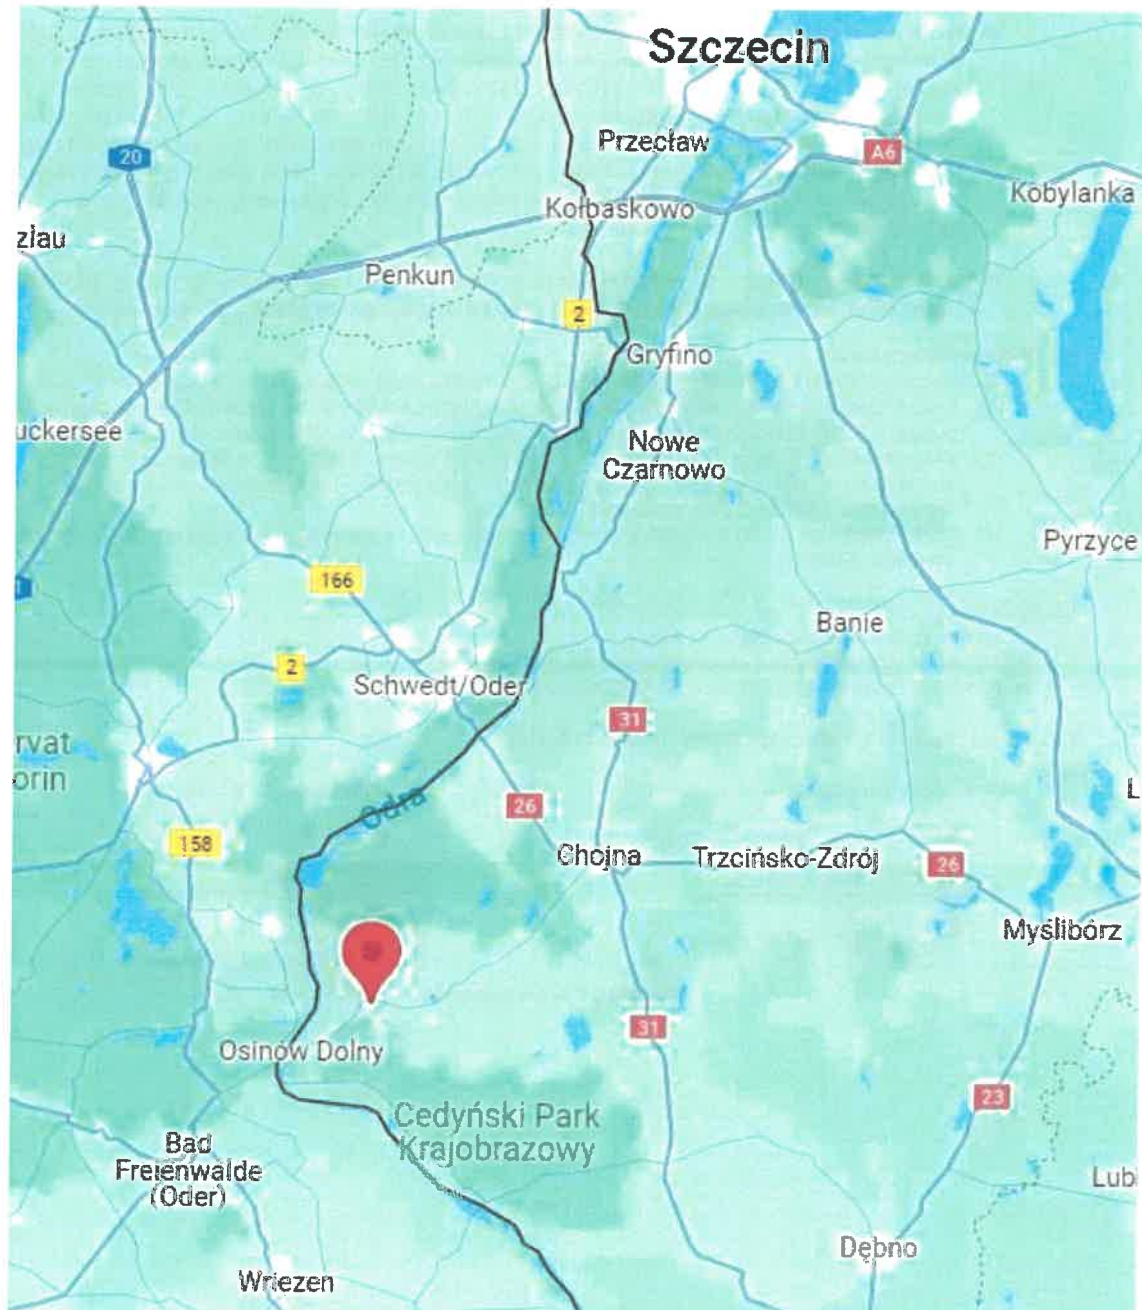 Szczecin
Przecław
20
A6
Kobylanka
Kołbaskowo
zlau
Penkun
2
Gryfino
uckersee
Nowe
Czarnowo
Pyrzyce
166
Banie
2
Schwedt/Oder
31
rvat
orin
Odra
26
L
158
Chojna
Trzcińsko-Zdrój
26
Myślibórz
31
Osinów Dolny
23
Cedyński Park
Krajobrazowy
Bad
Freienwalde
(Oder)
Lubi
Dębno
Wriezen